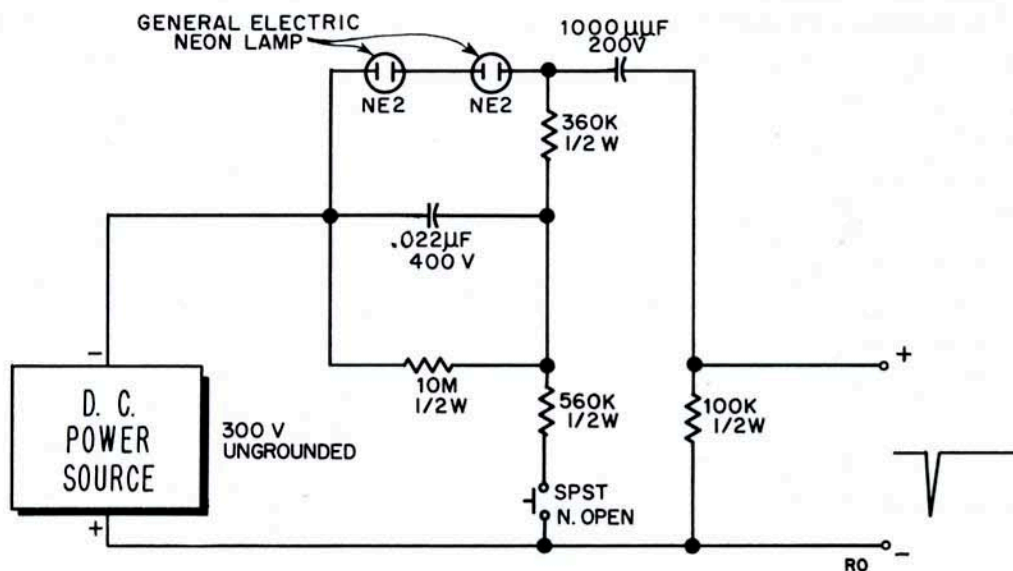 GENERAL ELECTRIC
NEON LAMP
NE2
NE2
1000μμF
200V
360K
1/2 W
.022μF
400 V
10M
1/2W
560K
1/2W
100K
1/2W
SPST
N. OPEN
D. C.
POWER
SOURCE
300 V
UNGROUNDED
−
+
+
−
RO